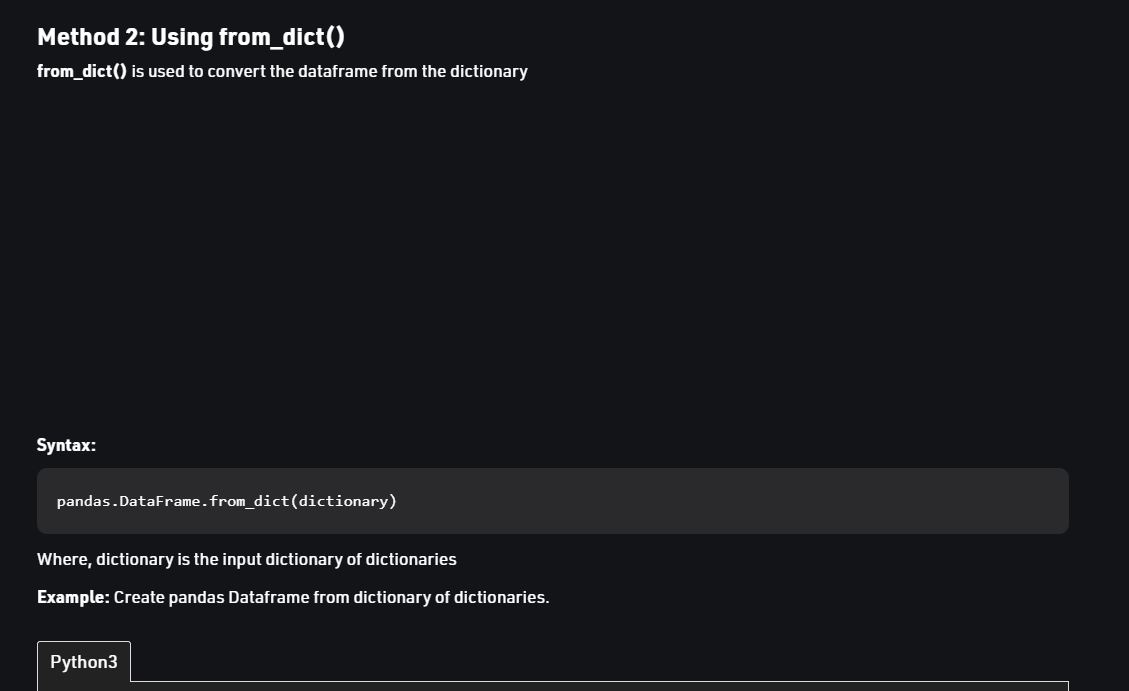 Method 2: Using from_dict()
from_dict() is used to convert the dataframe from the dictionary
Syntax:
pandas.DataFrame.from_dict(dictionary)
Where, dictionary is the input dictionary of dictionaries
Example: Create pandas Dataframe from dictionary of dictionaries.
Python3